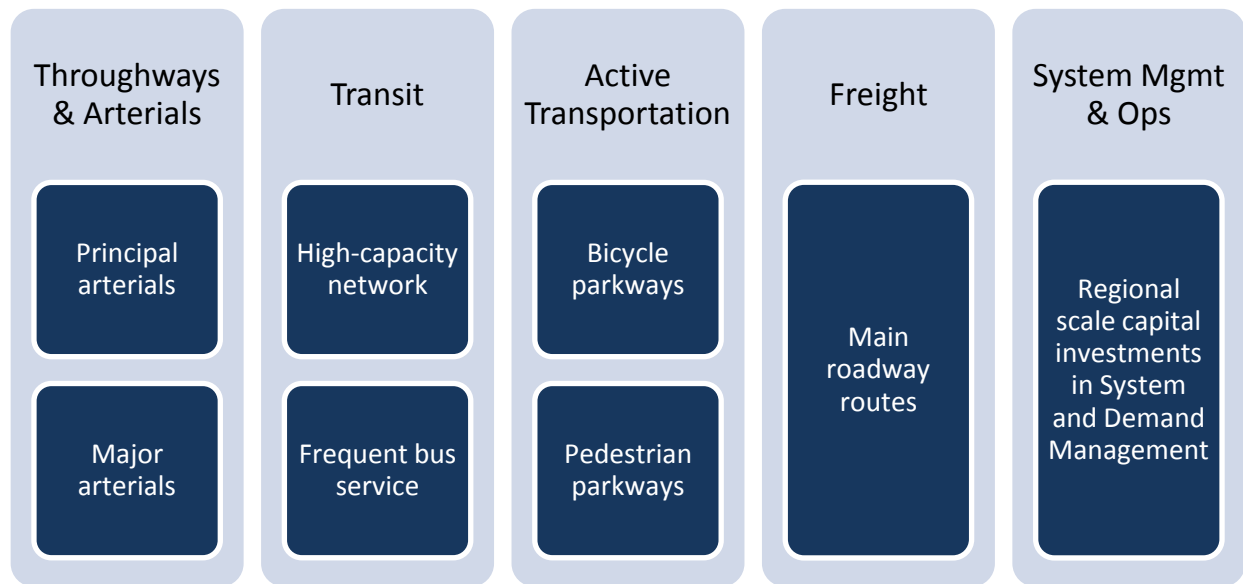 Throughways
& Arterials
Principal
arterials
Major
arterials
Transit
High-capacity
network
Frequent bus
service
Active
Transportation
Bicycle
parkways
Pedestrian
parkways
Freight
Main
roadway
routes
System Mgmt
& Ops
Regional
scale capital
investments
in System
and Demand
Management